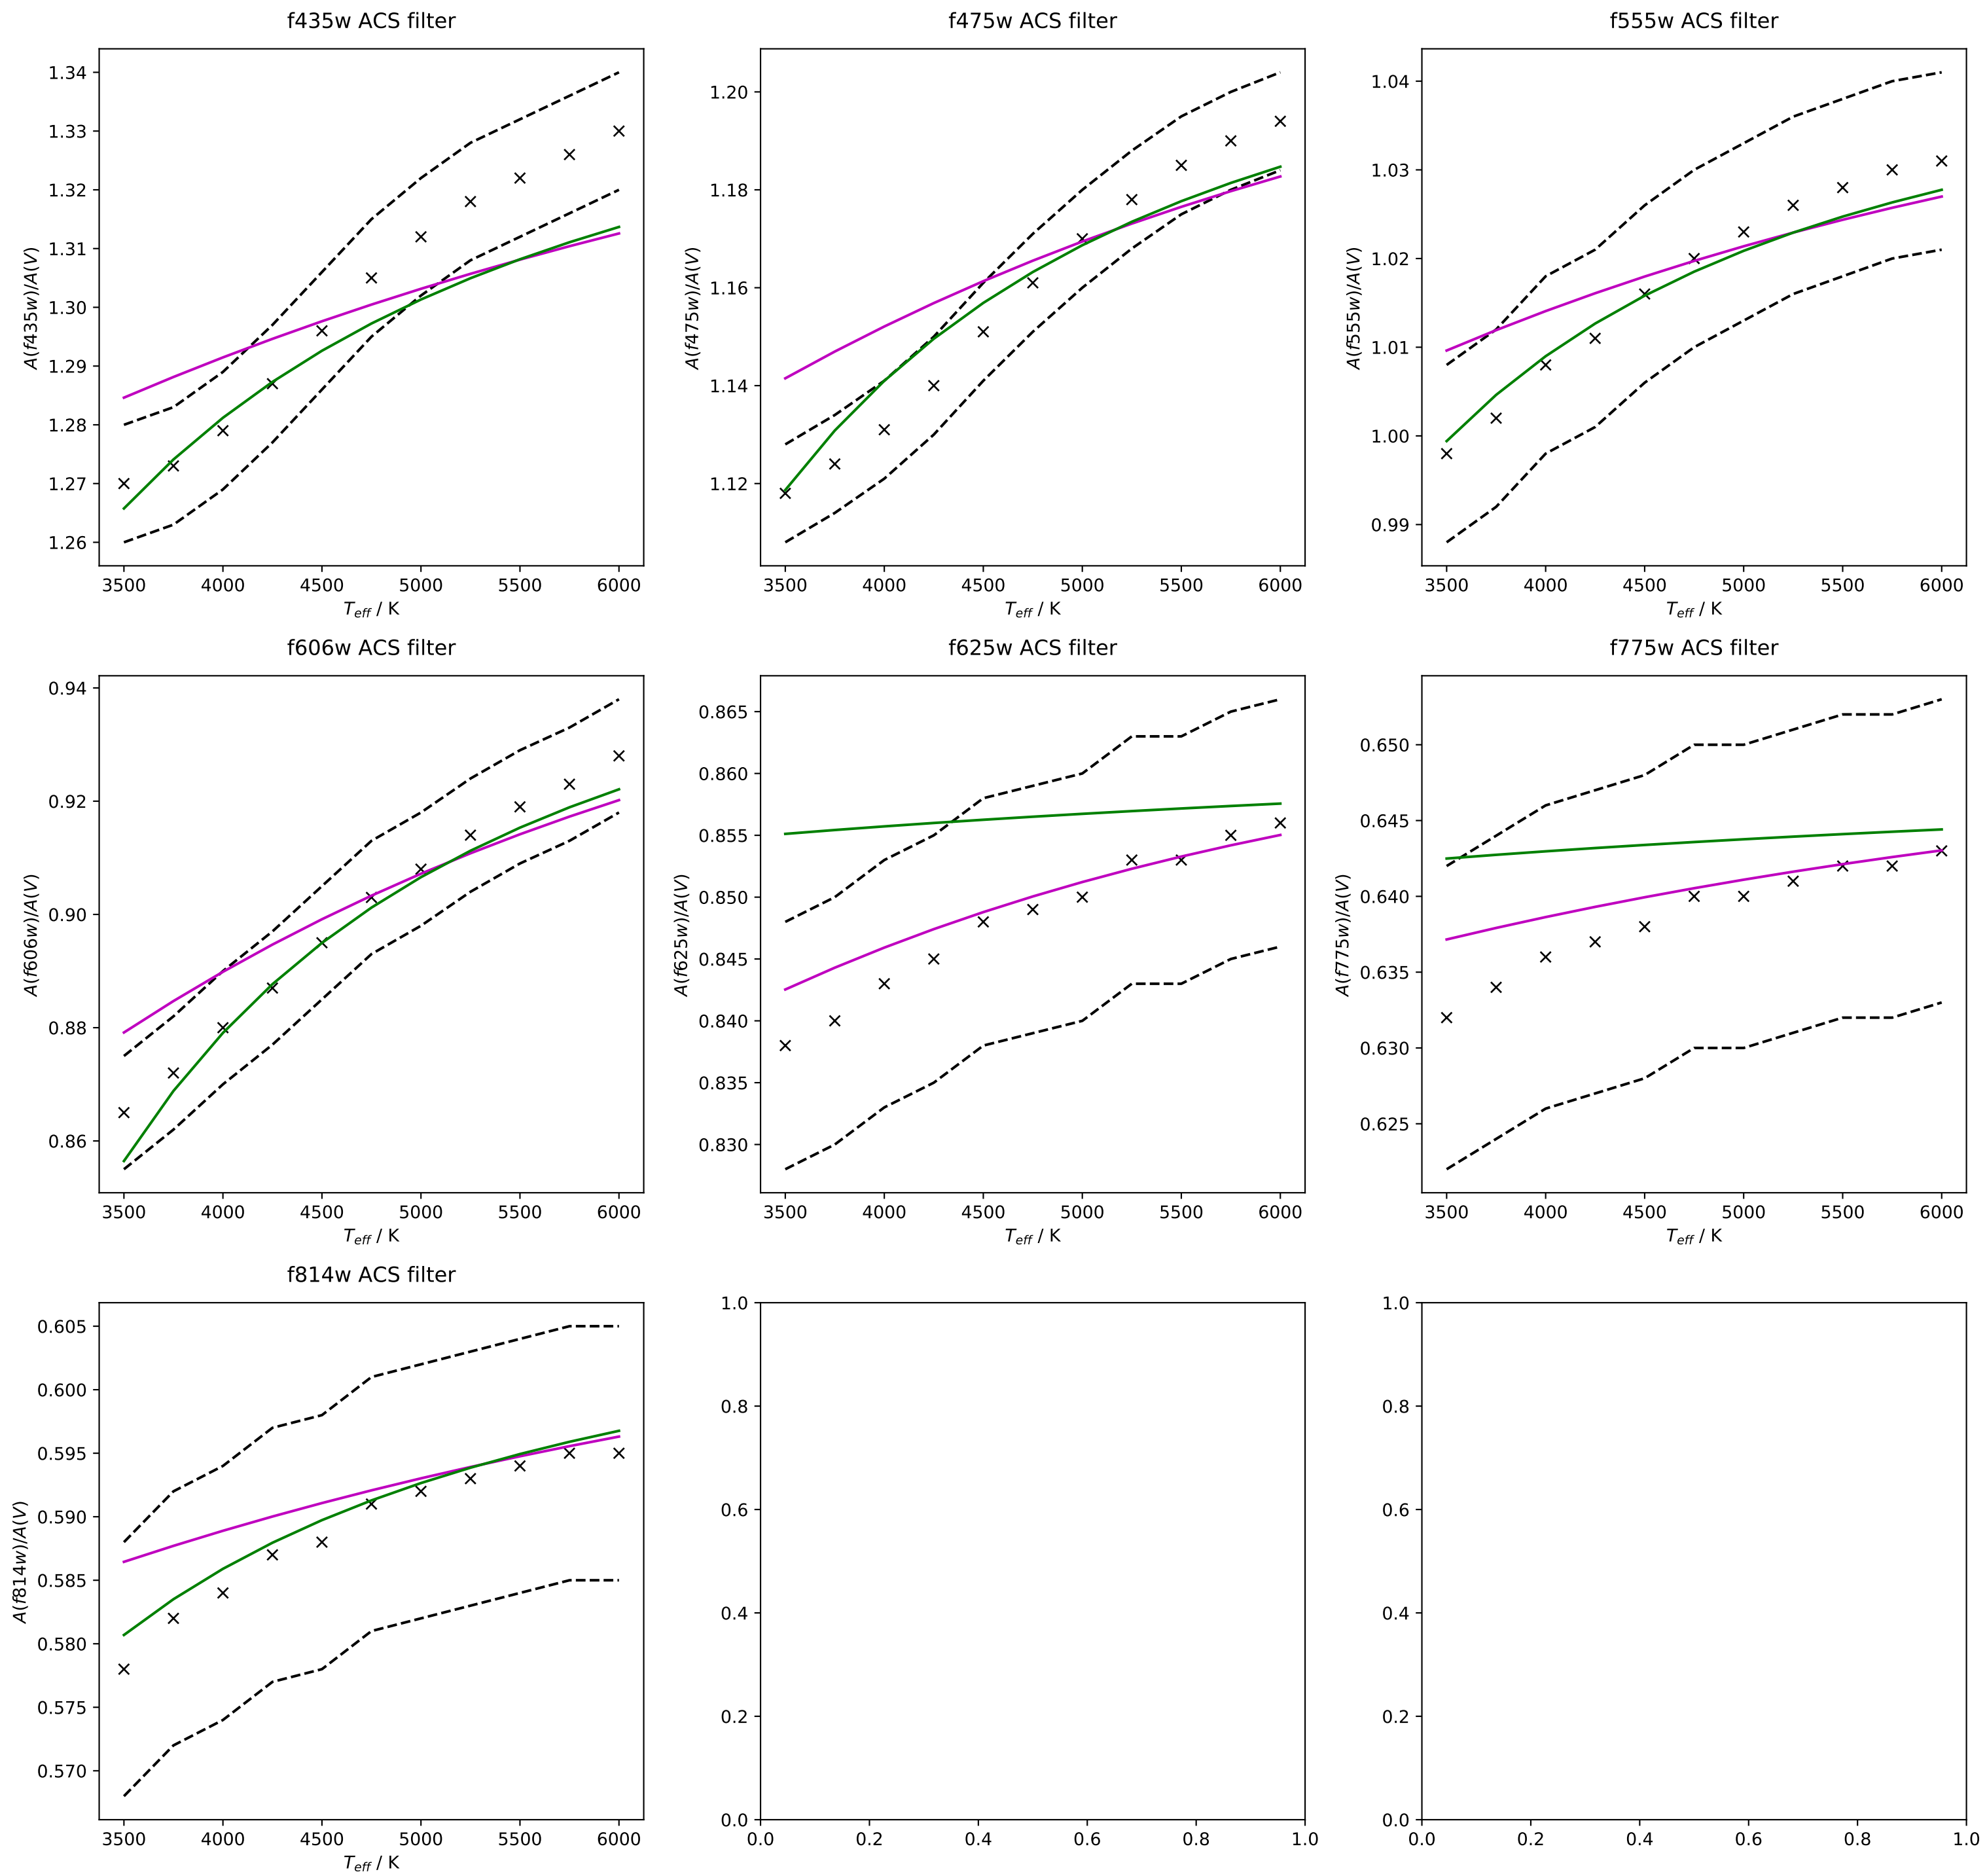 f435w ACS filter
1.34
1.33
1.32
1.31
1.30
1.29
1.28
1.27
1.26
A(f435w)/A(V)
3500 4000 4500 5000 5500 6000
T_eff / K
f475w ACS filter
1.20
1.18
1.16
1.14
1.12
A(f475w)/A(V)
3500 4000 4500 5000 5500 6000
T_eff / K
f555w ACS filter
1.04
1.03
1.02
1.01
1.00
0.99
A(f555w)/A(V)
3500 4000 4500 5000 5500 6000
T_eff / K
f606w ACS filter
0.94
0.92
0.90
0.88
0.86
A(f606w)/A(V)
3500 4000 4500 5000 5500 6000
T_eff / K
f625w ACS filter
0.865
0.860
0.855
0.850
0.845
0.840
0.835
0.830
A(f625w)/A(V)
3500 4000 4500 5000 5500 6000
T_eff / K
f775w ACS filter
0.650
0.645
0.640
0.635
0.630
0.625
A(f775w)/A(V)
3500 4000 4500 5000 5500 6000
T_eff / K
f814w ACS filter
0.605
0.600
0.595
0.590
0.585
0.580
0.575
0.570
A(f814w)/A(V)
3500 4000 4500 5000 5500 6000
T_eff / K
1.0
0.8
0.6
0.4
0.2
0.0
0.0 0.2 0.4 0.6 0.8 1.0
1.0
0.8
0.6
0.4
0.2
0.0
0.0 0.2 0.4 0.6 0.8 1.0